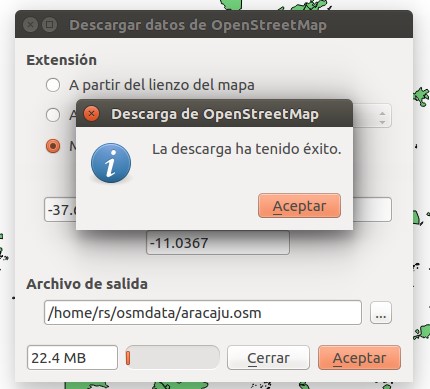 Descargar datos de OpenStreetMap
Extensión
A partir del lienzo del mapa
Descarga de OpenStreetMap
La descarga ha tenido éxito.
Aceptar
-11.0367
Archivo de salida
/home/rs/osmdata/aracaju.osm
...
22.4 MB
Cerrar
Aceptar